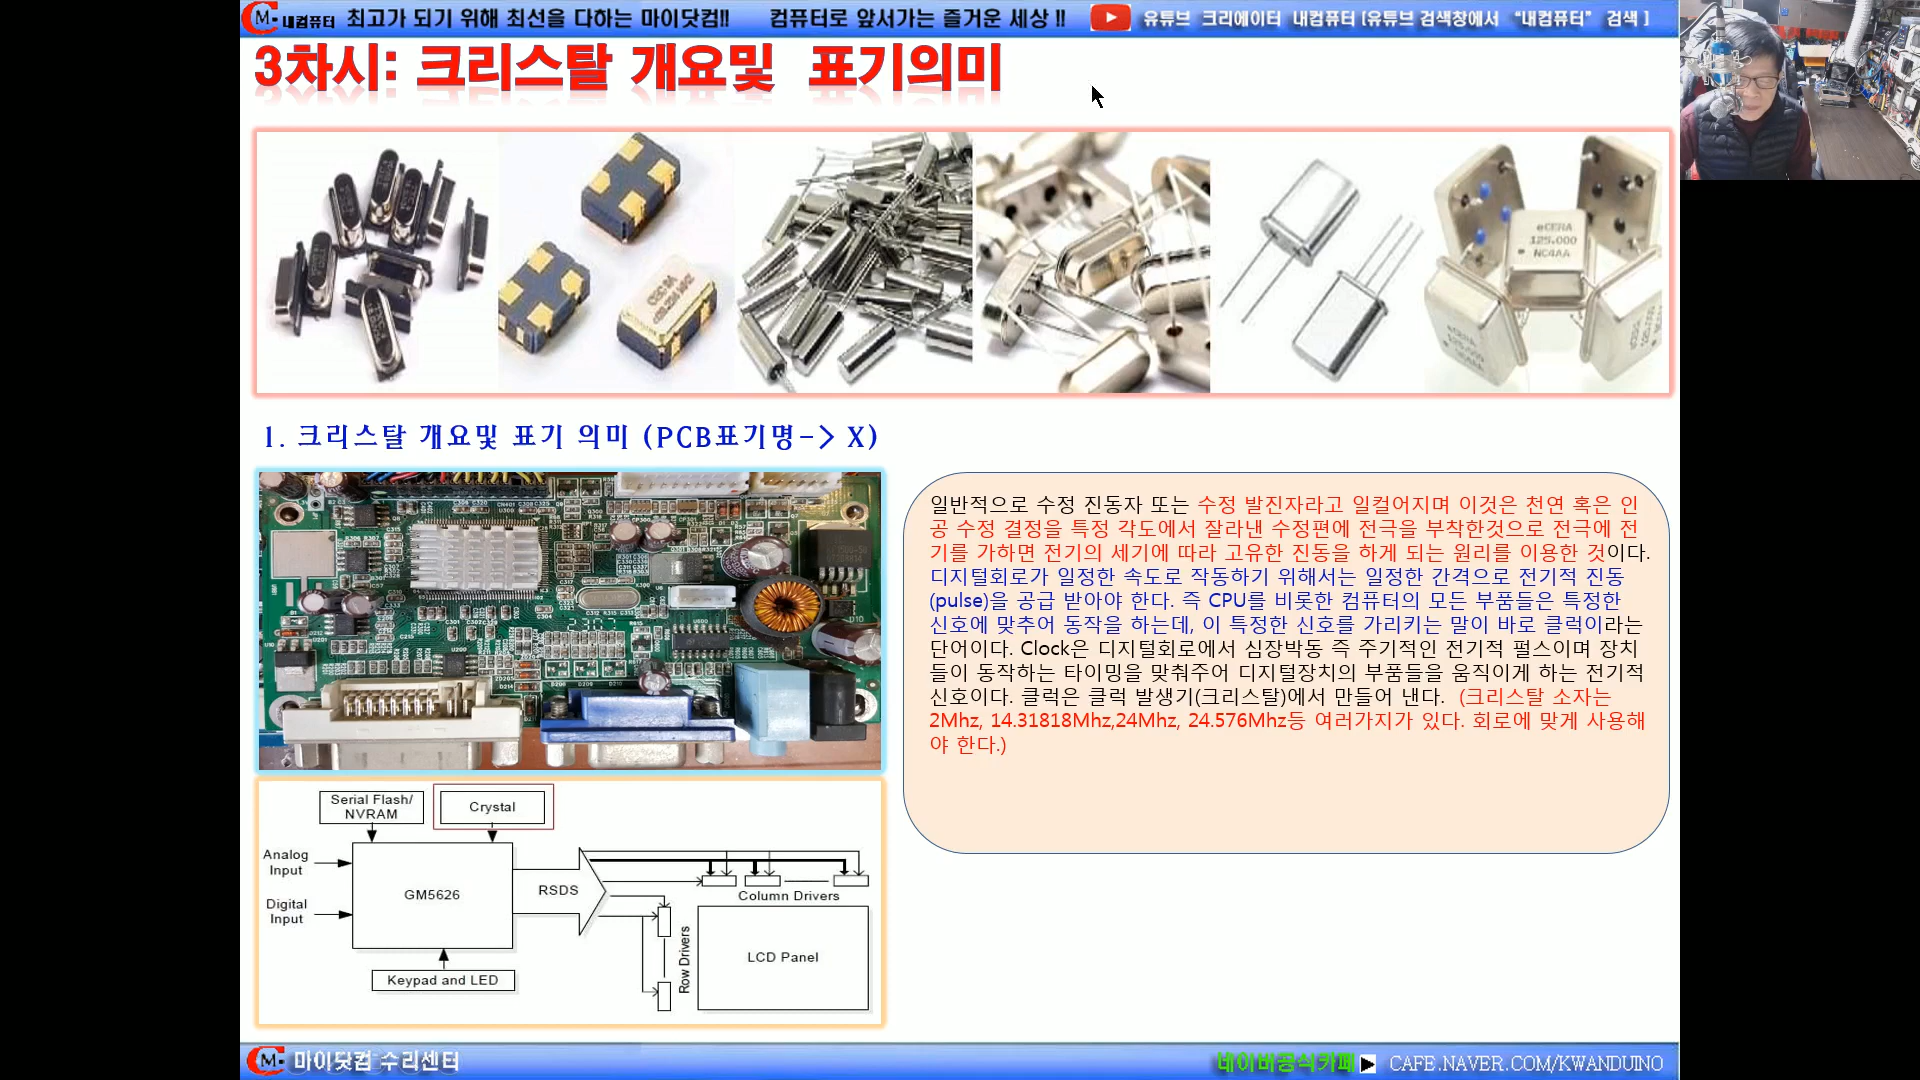 내컴퓨터 최고가 되기 위해 최선을 다하는 마이닷컴!! 컴퓨터로 앞서가는 즐거운 세상 !! 유튜브 크리에이터 내컴퓨터 [유튜브 검색창에서 “내컴퓨터” 검색 ]
3차시: 크리스탈 개요및 표기의미
eCERA
125.000
NC4AA
1. 크리스탈 개요및 표기 의미 (PCB표기명-> X)
일반적으로 수정 진동자 또는 수정 발진자라고 일컬어지며 이것은 천연 혹은 인
공 수정 결정을 특정 각도에서 잘라낸 수정편에 전극을 부착한것으로 전극에 전
기를 가하면 전기의 세기에 따라 고유한 진동을 하게 되는 원리를 이용한 것이다.
디지털회로가 일정한 속도로 작동하기 위해서는 일정한 간격으로 전기적 진동
(pulse)을 공급 받아야 한다. 즉 CPU를 비롯한 컴퓨터의 모든 부품들은 특정한
신호에 맞추어 동작을 하는데, 이 특정한 신호를 가리키는 말이 바로 클럭이라는
단어이다. Clock은 디지털회로에서 심장박동 즉 주기적인 전기적 펄스이며 장치
들이 동작하는 타이밍을 맞춰주어 디지털장치의 부품들을 움직이게 하는 전기적
신호이다. 클럭은 클럭 발생기(크리스탈)에서 만들어 낸다. (크리스탈 소자는
2Mhz, 14.31818Mhz,24Mhz, 24.576Mhz등 여러가지가 있다. 회로에 맞게 사용해
야 한다.)
Serial Flash/
NVRAM
Crystal
Analog
Input
GM5626
RSDS
Column Drivers
Digital
Input
Row Drivers
LCD Panel
Keypad and LED
마이닷컴 수리센터
네이버공식카페 ▶ CAFE.NAVER.COM/KWANDUINO